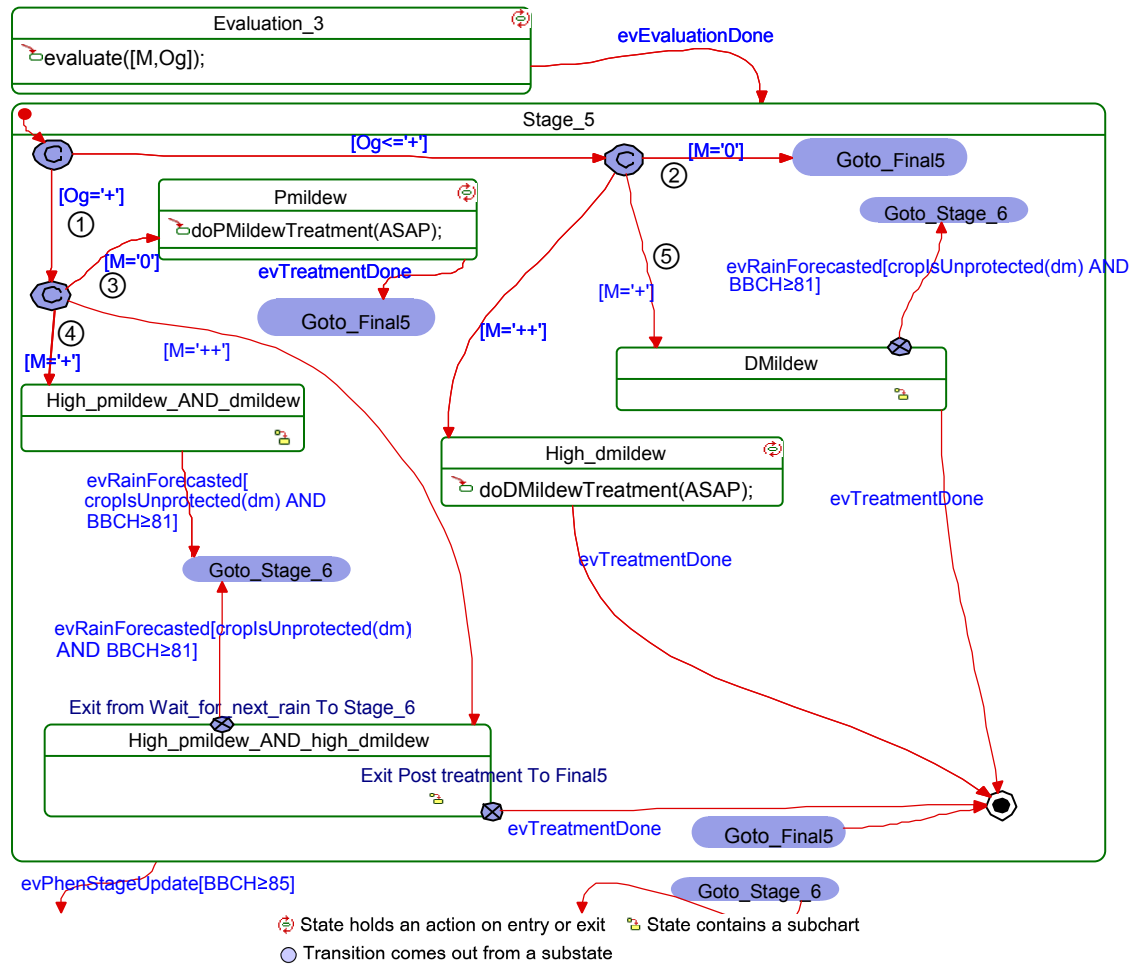 Evaluation_3
evaluate([M,Og]);
evEvaluationDone
Stage_5
[Og<='+']
[M='0']
②
Goto_Final5
[Og='+']
①
Pmildew
doPMildewTreatment(ASAP);
Goto_Stage_6
[M='0']
③
evTreatmentDone
Goto_Final5
⑤
[M='+']
evRainForecasted[cropIsUnprotected(dm) AND
BBCH≥81]
④
[M='+']
[M='++']
[M='++']
DMildew
High_pmildew_AND_dmildew
High_dmildew
doDMildewTreatment(ASAP);
evRainForecasted[
cropIsUnprotected(dm) AND
BBCH≥81]
evTreatmentDone
evTreatmentDone
Goto_Stage_6
evRainForecasted[cropIsUnprotected(dm)
AND BBCH≥81]
Exit from Wait_for_next_rain To Stage_6
High_pmildew_AND_high_dmildew
Exit Post treatment To Final5
evTreatmentDone
Goto_Final5
evPhenStageUpdate[BBCH≥85]
Goto_Stage_6
State holds an action on entry or exit
State contains a subchart
Transition comes out from a substate